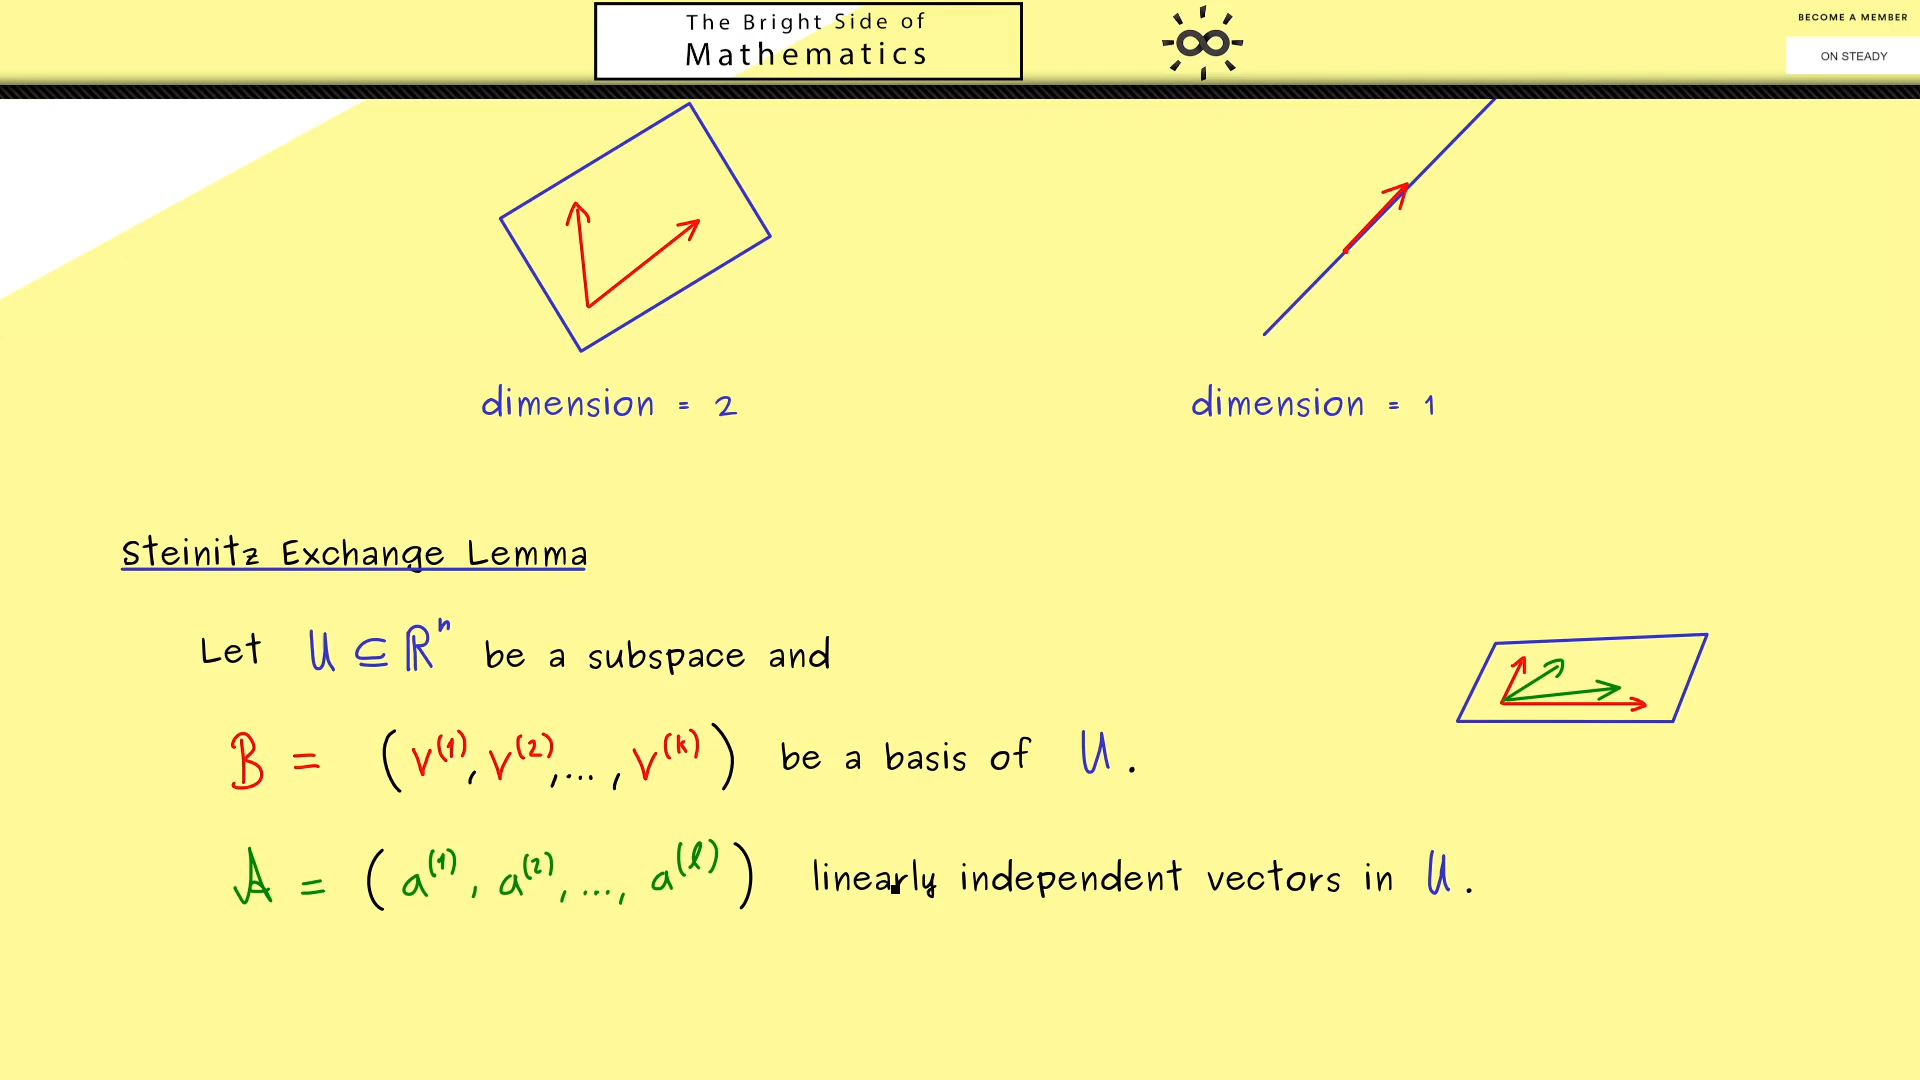 The Bright Side of
Mathematics
BECOME A MEMBER
ON STEADY
dimension = 2
dimension = 1
Steinitz Exchange Lemma
Let U ⊆ ℝⁿ be a subspace and
B = (v⁽¹⁾, v⁽²⁾, ..., v⁽ᵏ⁾) be a basis of U.
A = (a⁽¹⁾, a⁽²⁾, ..., a⁽ˡ⁾) linearly independent vectors in U.